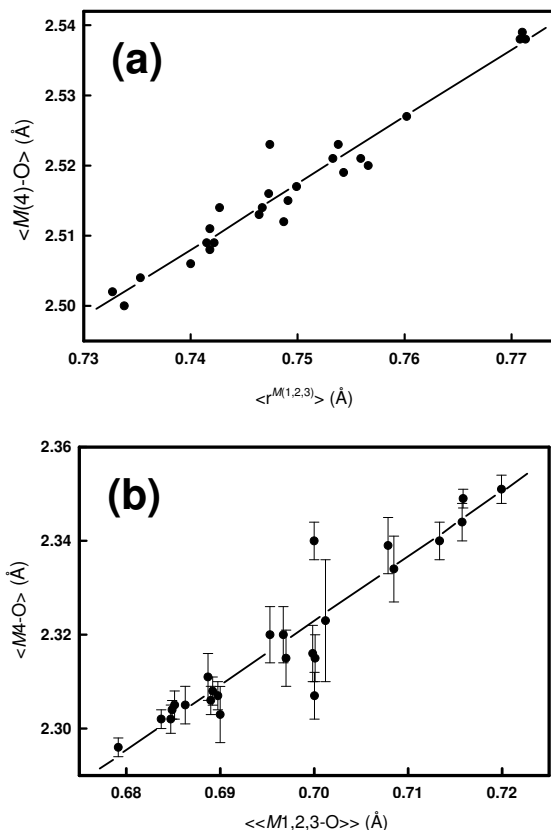 (a)
2.54
2.53
2.52
2.51
2.50
<M(4)-O> (Å)
0.73 0.74 0.75 0.76 0.77
<r^M(1,2,3)> (Å)
(b)
2.36
2.34
2.32
2.30
<M4-O> (Å)
0.68 0.69 0.70 0.71 0.72
<<M1,2,3-O>> (Å)